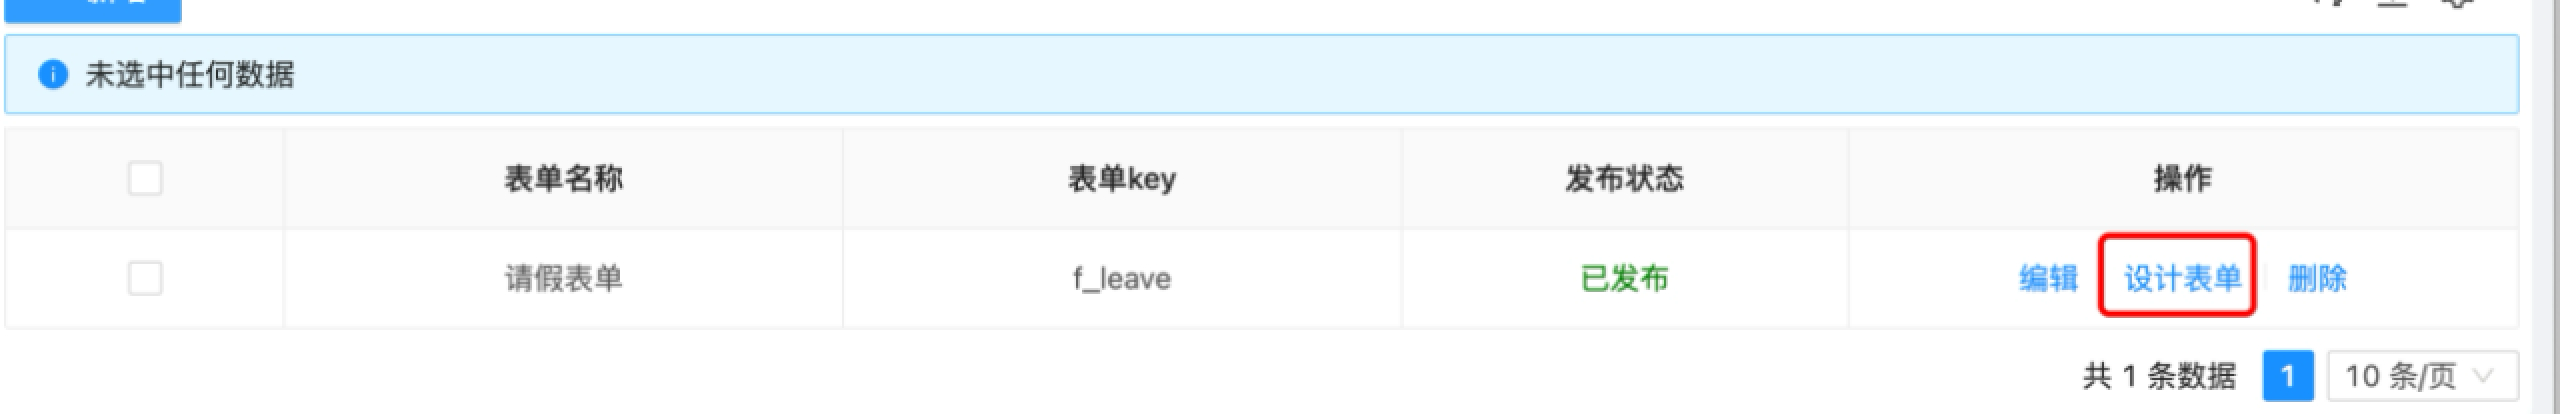 未选中任何数据
表单名称 表单key 发布状态 操作
请假表单 f_leave 已发布 编辑 设计表单 删除
共 1 条数据 1 10 条/页